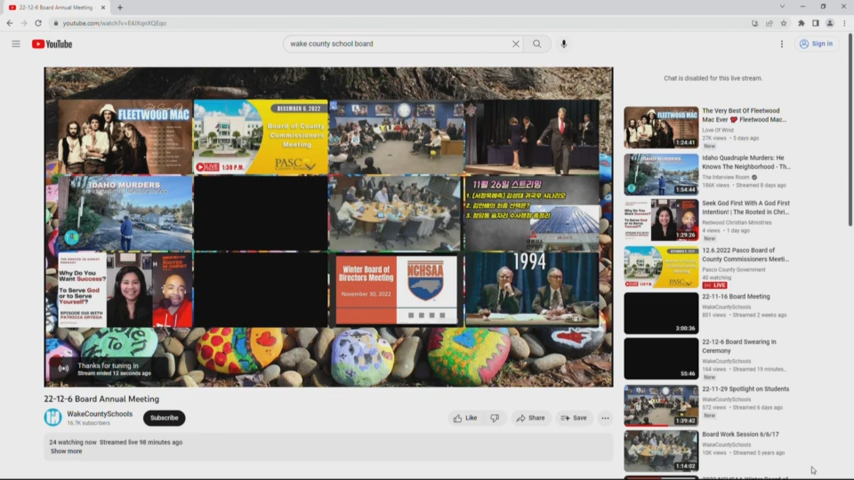 22-12-6 Board Annual Meeting -
youtube.com/watch?v=E4JXqnXQEqo
YouTube
wake county school board
Sign in
FLEETWOOD MAC
DECEMBER 6, 2022
Board of County
Commissioners
Meeting
LIVE 1:30 P.M.
PASC
IDAHO MURDERS
11월 26일 스트리밍
Why Do You
Want Success?
To Serve God
or to Serve
Yourself?
PATRICIA ORTEGA
Winter Board of
Directors Meeting
November 30, 2022
NCHSAA
1994
Thanks for tuning in
Stream ended 12 seconds ago
22-12-6 Board Annual Meeting
WakeCountySchools
16.7K subscribers
Subscribe
Like
Share
Save
24 watching now Streamed live 98 minutes ago
Show more
Chat is disabled for this live stream.
The Very Best Of Fleetwood
Mac Ever Fleetwood Mac...
Love Of Wind
27K views • 5 days ago
New
1:24:41
Idaho Quadruple Murders: He
Knows The Neighborhood - Th...
The Interview Room
186K views • Streamed 8 days ago
1:54:44
Seek God First With A God First
Intention! | The Rooted in Chri...
Redwood Christian Ministries
4 views • 1 day ago
New
1:29:26
12.6.2022 Pasco Board of
County Commissioners Meeti...
Pasco County Government
40 watching
LIVE
22-11-16 Board Meeting
WakeCountySchools
851 views • Streamed 2 weeks ago
3:00:36
22-12-6 Board Swearing In
Ceremony
WakeCountySchools
164 views • Streamed 19 minutes...
New
55:46
22-11-29 Spotlight on Students
WakeCountySchools
572 views • Streamed 6 days ago
New
1:39:42
Board Work Session 6/6/17
WakeCountySchools
10K views • Streamed 5 years ago
1:14:02